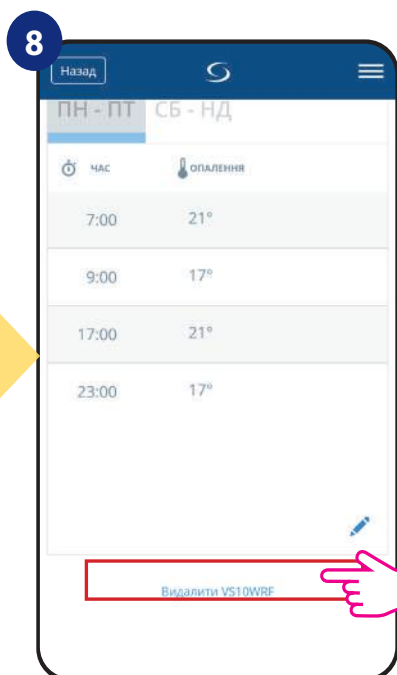 8
Назад
ПН - ПТ СБ - НД
ЧАС ОПАЛЕННЯ
7:00 21°
9:00 17°
17:00 21°
23:00 17°
Видалити VS10WRF